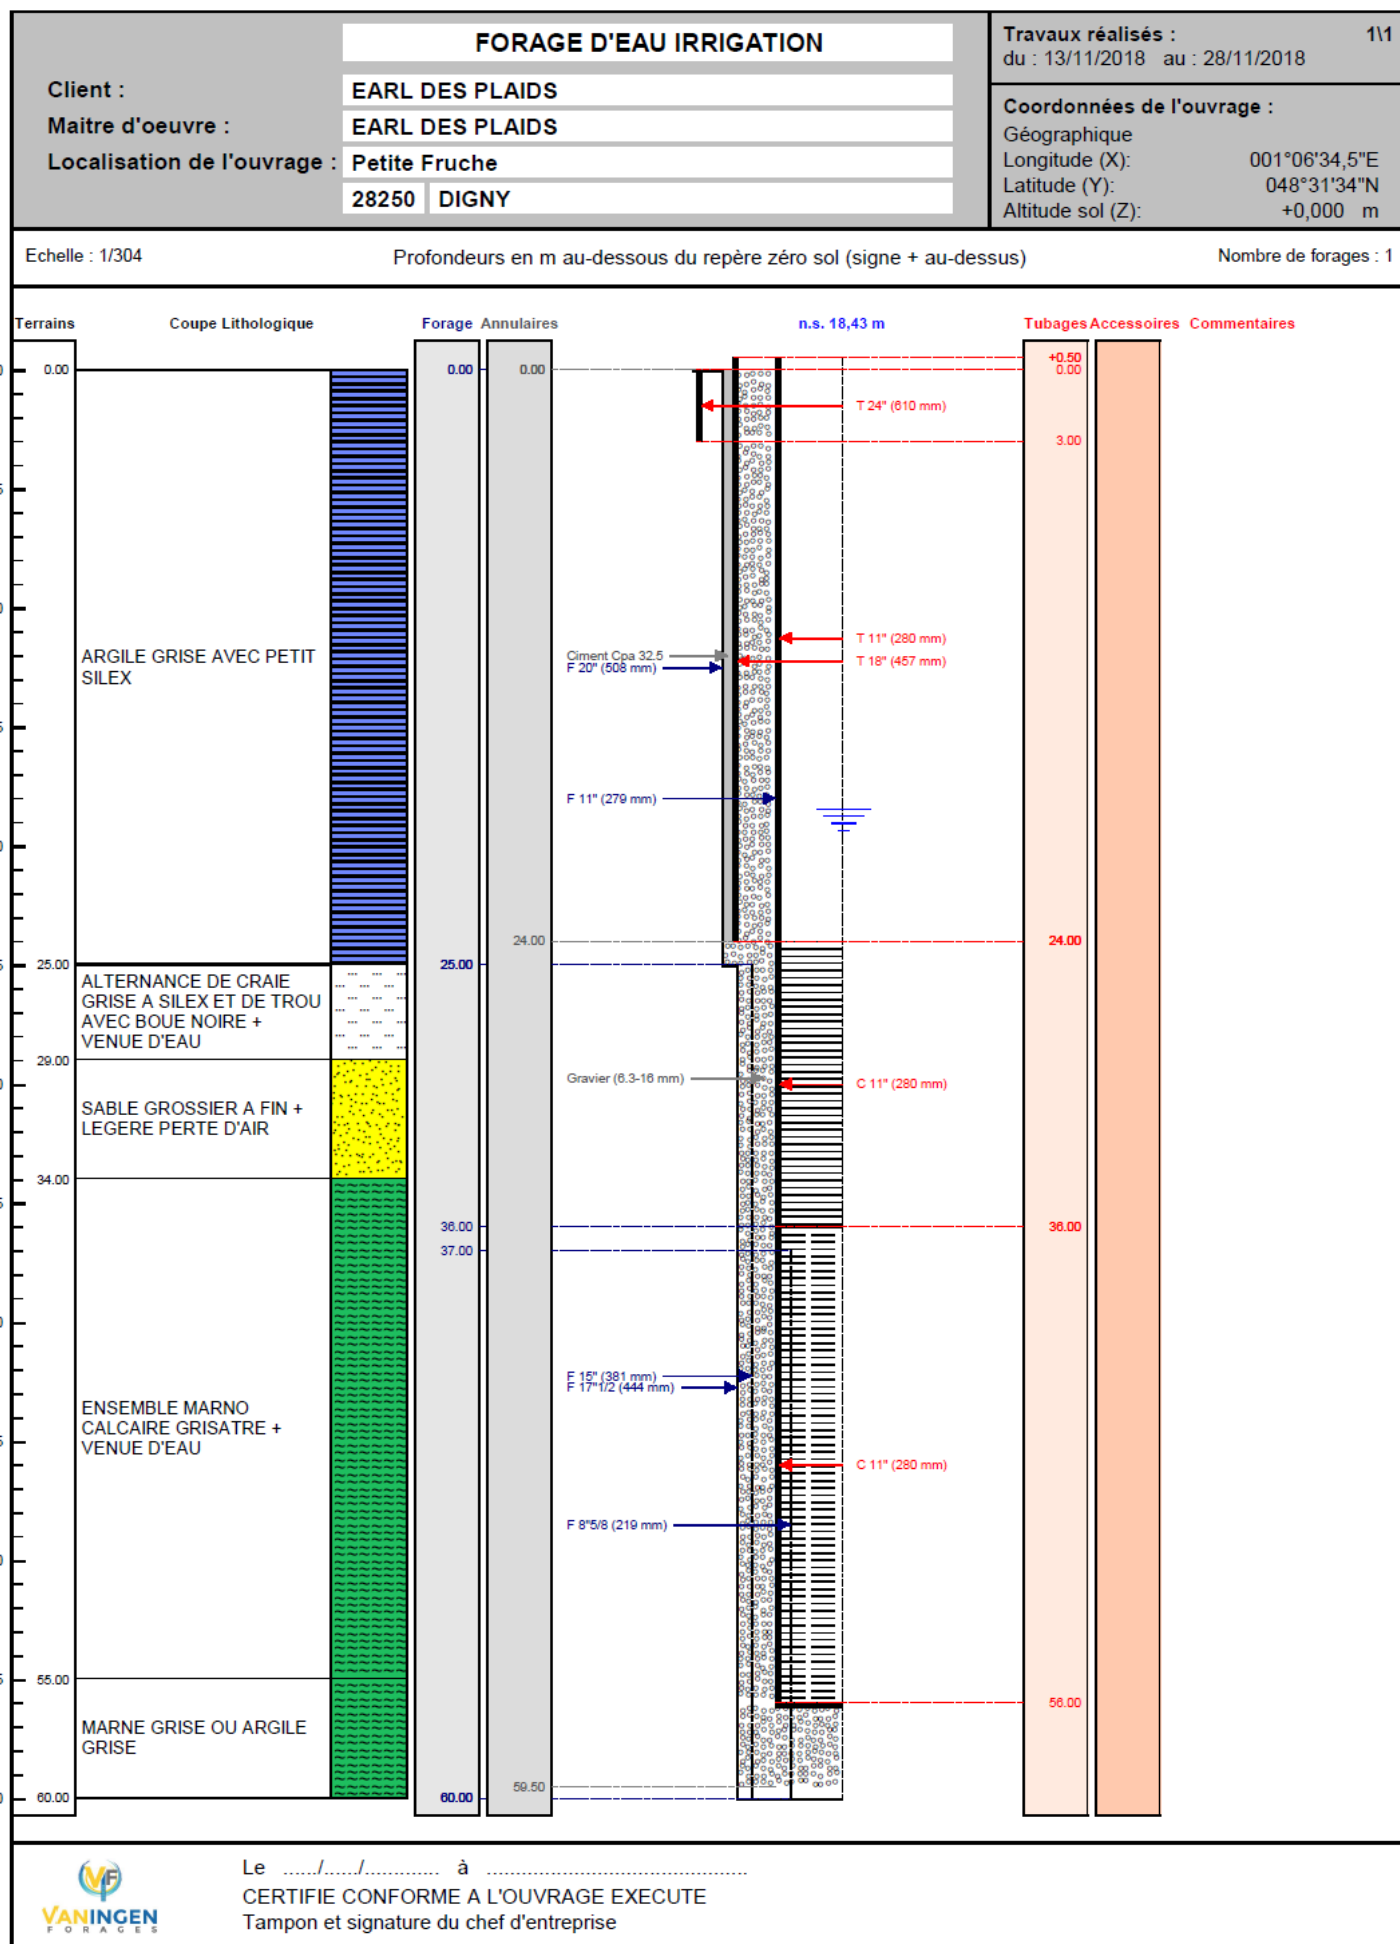 FORAGE D'EAU IRRIGATION
Client :
EARL DES PLAIDS
Maitre d'oeuvre :
EARL DES PLAIDS
Localisation de l'ouvrage :
Petite Fruche
28250 DIGNY
Travaux réalisés : 1\1
du : 13/11/2018 au : 28/11/2018
Coordonnées de l'ouvrage :
Géographique
Longitude (X): 001°06'34,5"E
Latitude (Y): 048°31'34"N
Altitude sol (Z): +0,000 m
Echelle : 1/304
Profondeurs en m au-dessous du repère zéro sol (signe + au-dessus)
Nombre de forages : 1
Terrains Coupe Lithologique Forage Annulaires n.s. 18,43 m Tubages Accessoires Commentaires
+0.50
0.00 0.00 0.00 0.00
T 24" (610 mm)
3.00
T 11" (280 mm)
ARGILE GRISE AVEC PETIT
SILEX
Ciment Cpa 32.5
T 18" (457 mm)
F 20" (508 mm)
F 11" (279 mm)
24.00 24.00
25.00 25.00
ALTERNANCE DE CRAIE
GRISE A SILEX ET DE TROU
AVEC BOUE NOIRE +
VENUE D'EAU
29.00
Gravier (6.3-16 mm)
C 11" (280 mm)
SABLE GROSSIER A FIN +
LEGERE PERTE D'AIR
34.00
36.00 36.00
37.00
F 15" (381 mm)
F 17"1/2 (444 mm)
ENSEMBLE MARNO
CALCAIRE GRISATRE +
VENUE D'EAU
C 11" (280 mm)
F 8"5/8 (219 mm)
55.00
56.00
MARNE GRISE OU ARGILE
GRISE
59.50
60.00 60.00
VANINGEN
FORAGES
Le ....../....../............. à ................................................
CERTIFIE CONFORME A L'OUVRAGE EXECUTE
Tampon et signature du chef d'entreprise